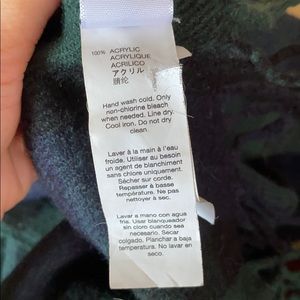 100% ACRYLIC
ACRYLIQUE
ACRILICO
アクリル
腈纶
Hand wash cold. Only
non-chlorine bleach
when needed. Line dry.
Cool iron. Do not dry
clean
Laver à la main à l'eau
froide. Utiliser au besoin
un agent de blanchiment
sans chlore uniquement.
Sécher sur corde.
Repasser à basse
température. Ne pas
nettoyer à sec.
Lavar a mano con agua
fria. Usar blanqueador
sin cloro cuando sea
necesario. Secar
colgado. Planchar a baja
temperatura. No lavar
en seco.